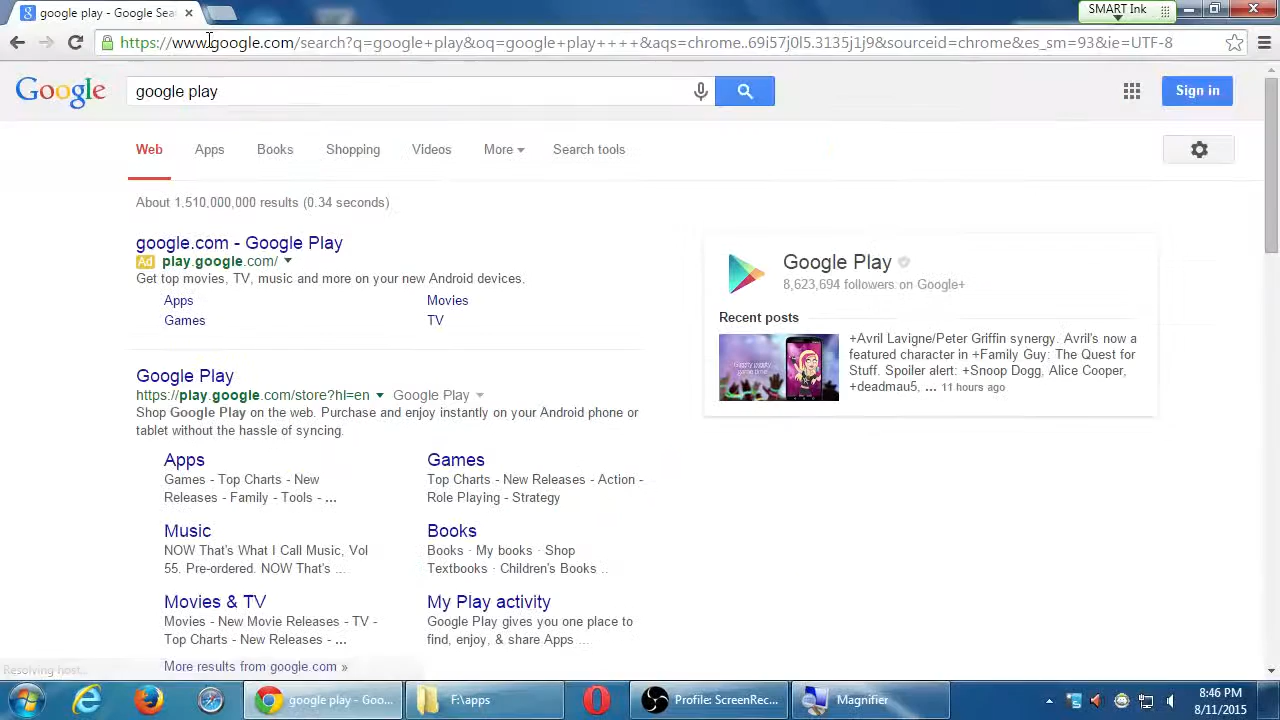 google play - Google Sea
SMART Ink
https://www.google.com/search?q=google+play&oq=google+play++++&aqs=chrome..69i57j0l5.3135j1j9&sourceid=chrome&es_sm=93&ie=UTF-8
Google
google play
Sign in
Web
Apps
Books
Shopping
Videos
More
Search tools
About 1,510,000,000 results (0.34 seconds)
google.com - Google Play
Ad play.google.com/
Get top movies, TV, music and more on your new Android devices.
Apps
Movies
Games
TV
Google Play
8,623,694 followers on Google+
Recent posts
+Avril Lavigne/Peter Griffin synergy. Avril's now a
featured character in +Family Guy: The Quest for
Stuff. Spoiler alert: +Snoop Dogg, Alice Cooper,
+deadmau5, ... 11 hours ago
Google Play
https://play.google.com/store?hl=en Google Play
Shop Google Play on the web. Purchase and enjoy instantly on your Android phone or
tablet without the hassle of syncing.
Apps
Games - Top Charts - New
Releases - Family - Tools - ...
Games
Top Charts - New Releases - Action -
Role Playing - Strategy
Music
NOW That's What I Call Music, Vol
55. Pre-ordered. NOW That's ...
Books
Books · My books · Shop
Textbooks · Children's Books ..
Movies & TV
Movies - New Movie Releases - TV -
Top Charts - New Releases - ...
My Play activity
Google Play gives you one place to
find, enjoy, & share Apps ...
More results from google.com »
Resolving host...
google play - Goo...
F:\apps
Profile: ScreenRec...
Magnifier
8:46 PM
8/11/2015